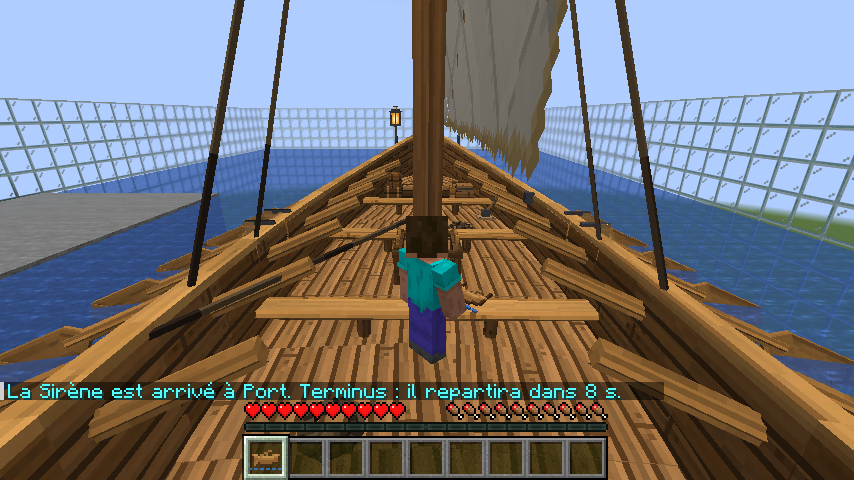 La Sirène est arrivé à Port. Terminus : il repartira dans 8 s.